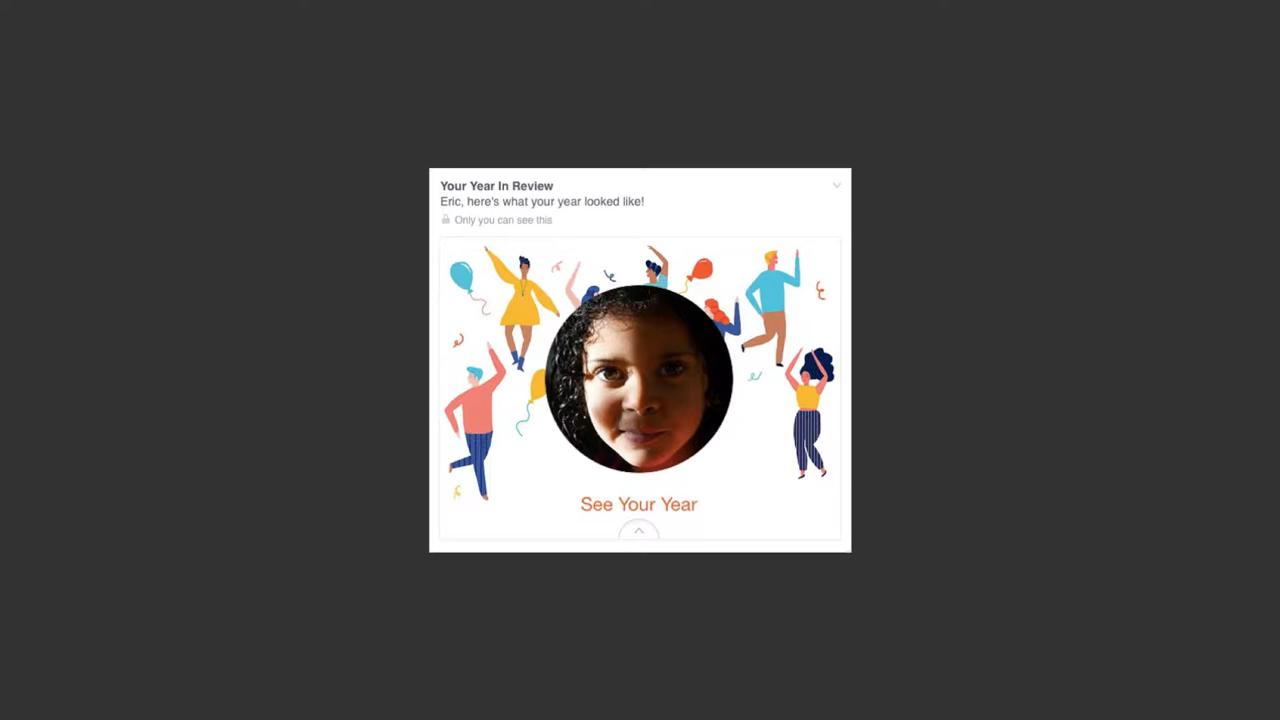 Your Year In Review
Eric, here's what your year looked like!
Only you can see this
See Your Year